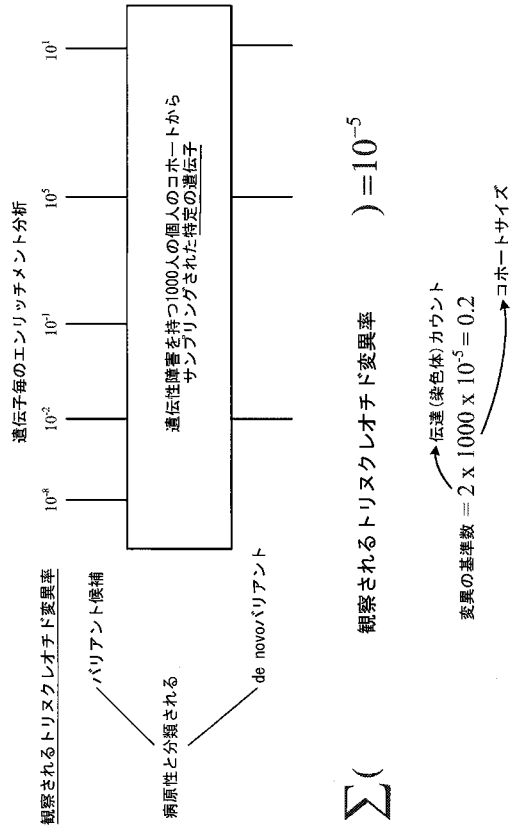 遺伝子毎のエンリッチメント分析
観察されるトリヌクレオチド変異率
10⁻⁸ 10⁻² 10⁻¹ 10⁵ 10¹
バリアント候補
病原性と分類される
de novoバリアント
遺伝性障害を持つ1000人の個人のコホートから
サンプリングされた特定の遺伝子
∑( 観察されるトリヌクレオチド変異率 )=10⁻⁵
伝達(染色体)カウント
変異の基準数 = 2 x 1000 x 10⁻⁵ = 0.2
コホートサイズ